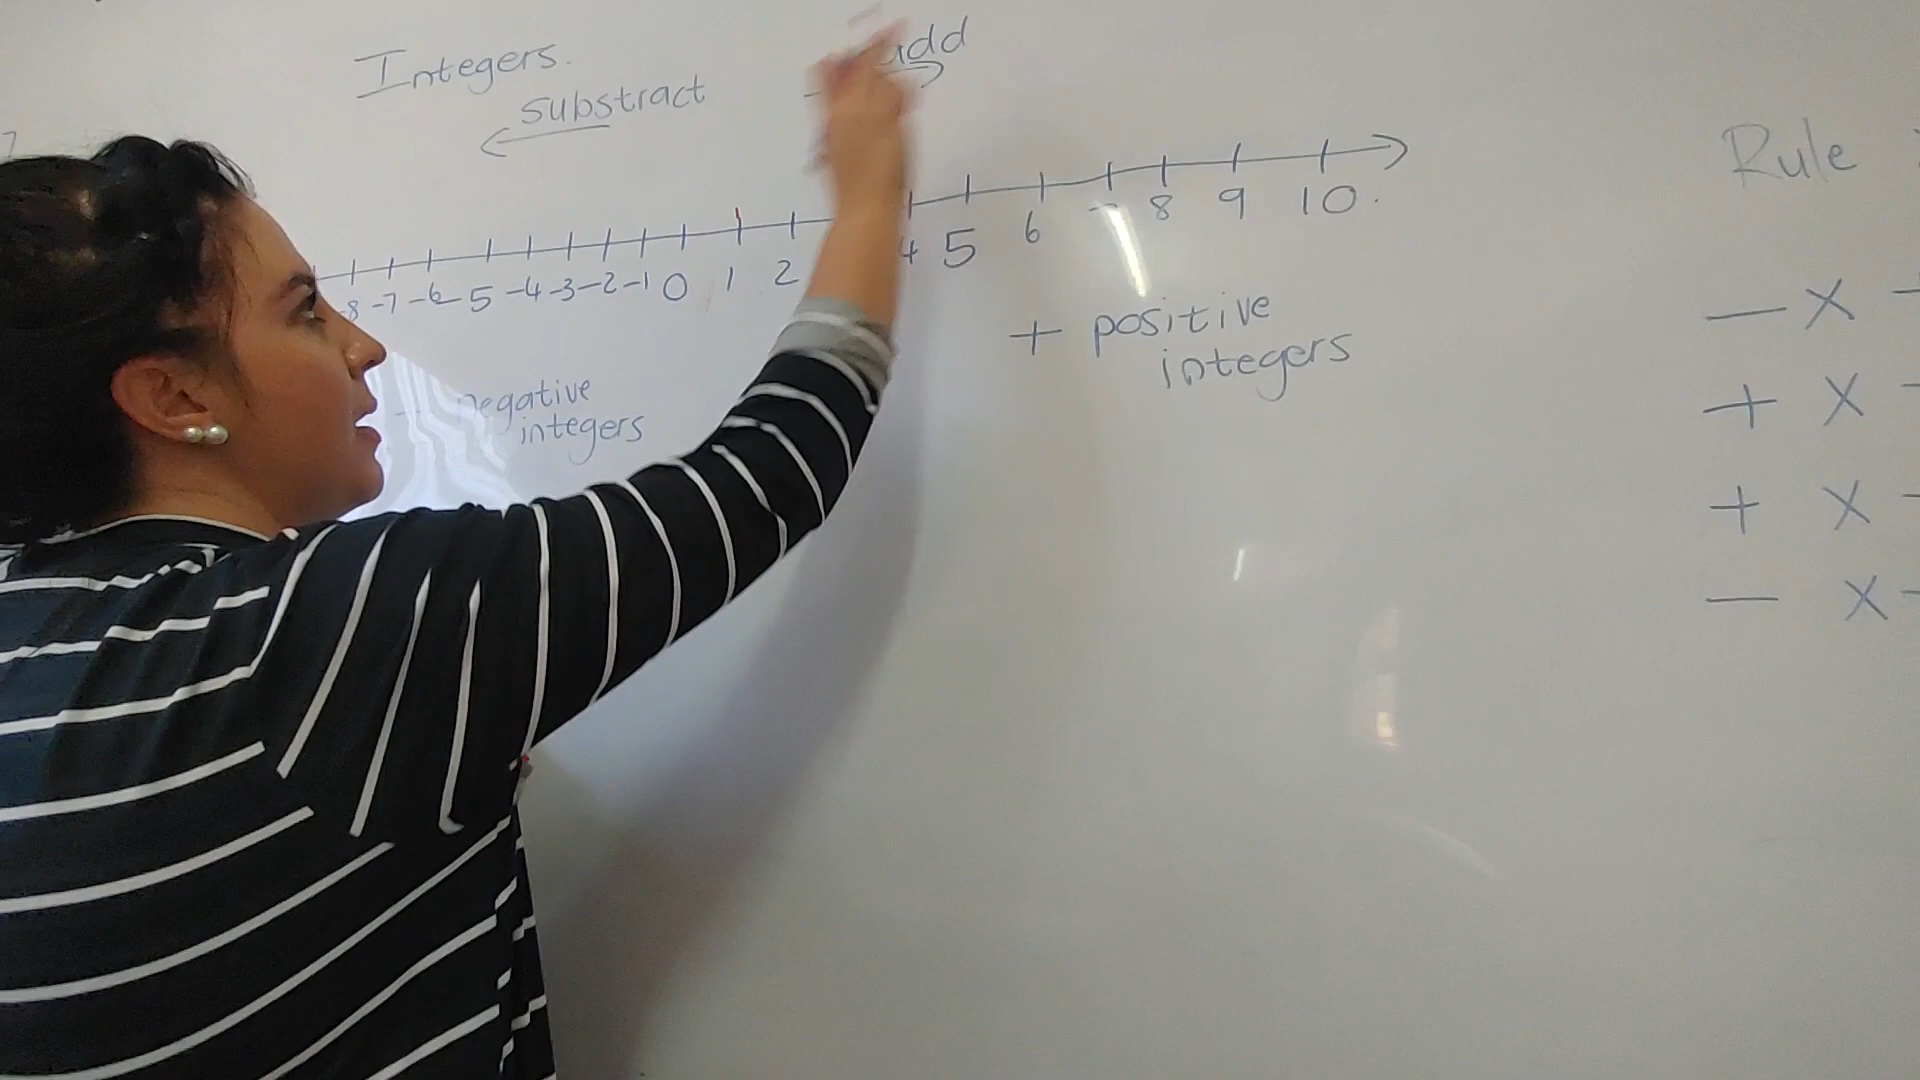 Integers.
substract
add
-8 -7 -6 -5 -4 -3 -2 -1 0 1 2 4 5 6 7 8 9 10.
- negative
integers
+ positive
integers
Rule
- X -
+ X -
+ X -
- X -